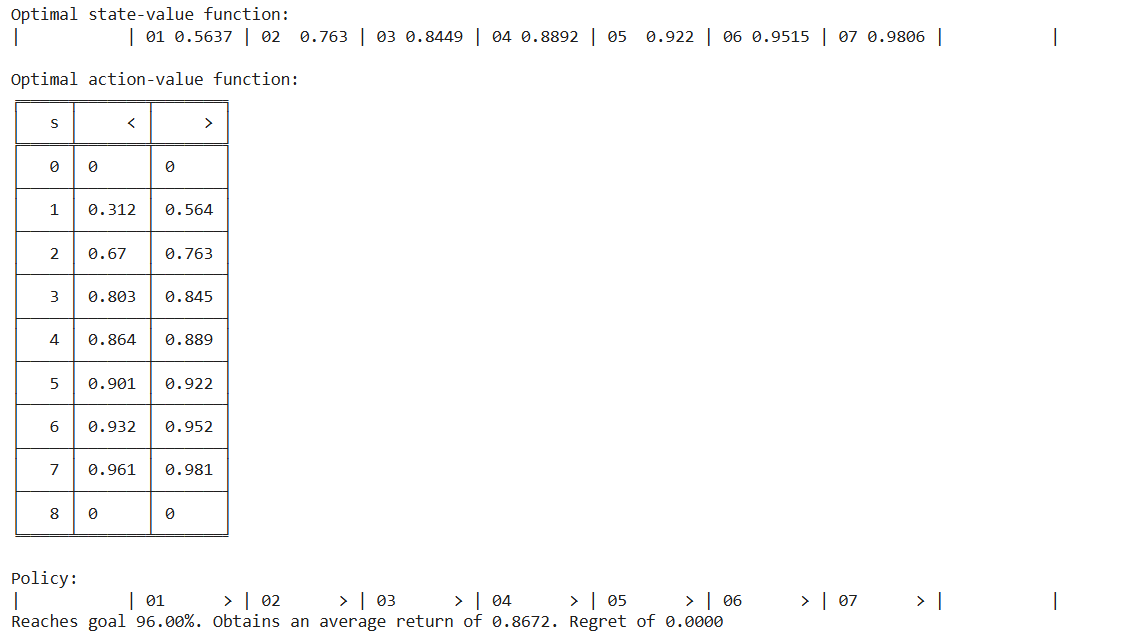 Optimal state-value function:
|           | 01 0.5637 | 02  0.763 | 03 0.8449 | 04 0.8892 | 05  0.922 | 06 0.9515 | 07 0.9806 |           |
Optimal action-value function:
s < >
0 0 0
1 0.312 0.564
2 0.67 0.763
3 0.803 0.845
4 0.864 0.889
5 0.901 0.922
6 0.932 0.952
7 0.961 0.981
8 0 0
Policy:
|           | 01      > | 02      > | 03      > | 04      > | 05      > | 06      > | 07      > |           |
Reaches goal 96.00%. Obtains an average return of 0.8672. Regret of 0.0000